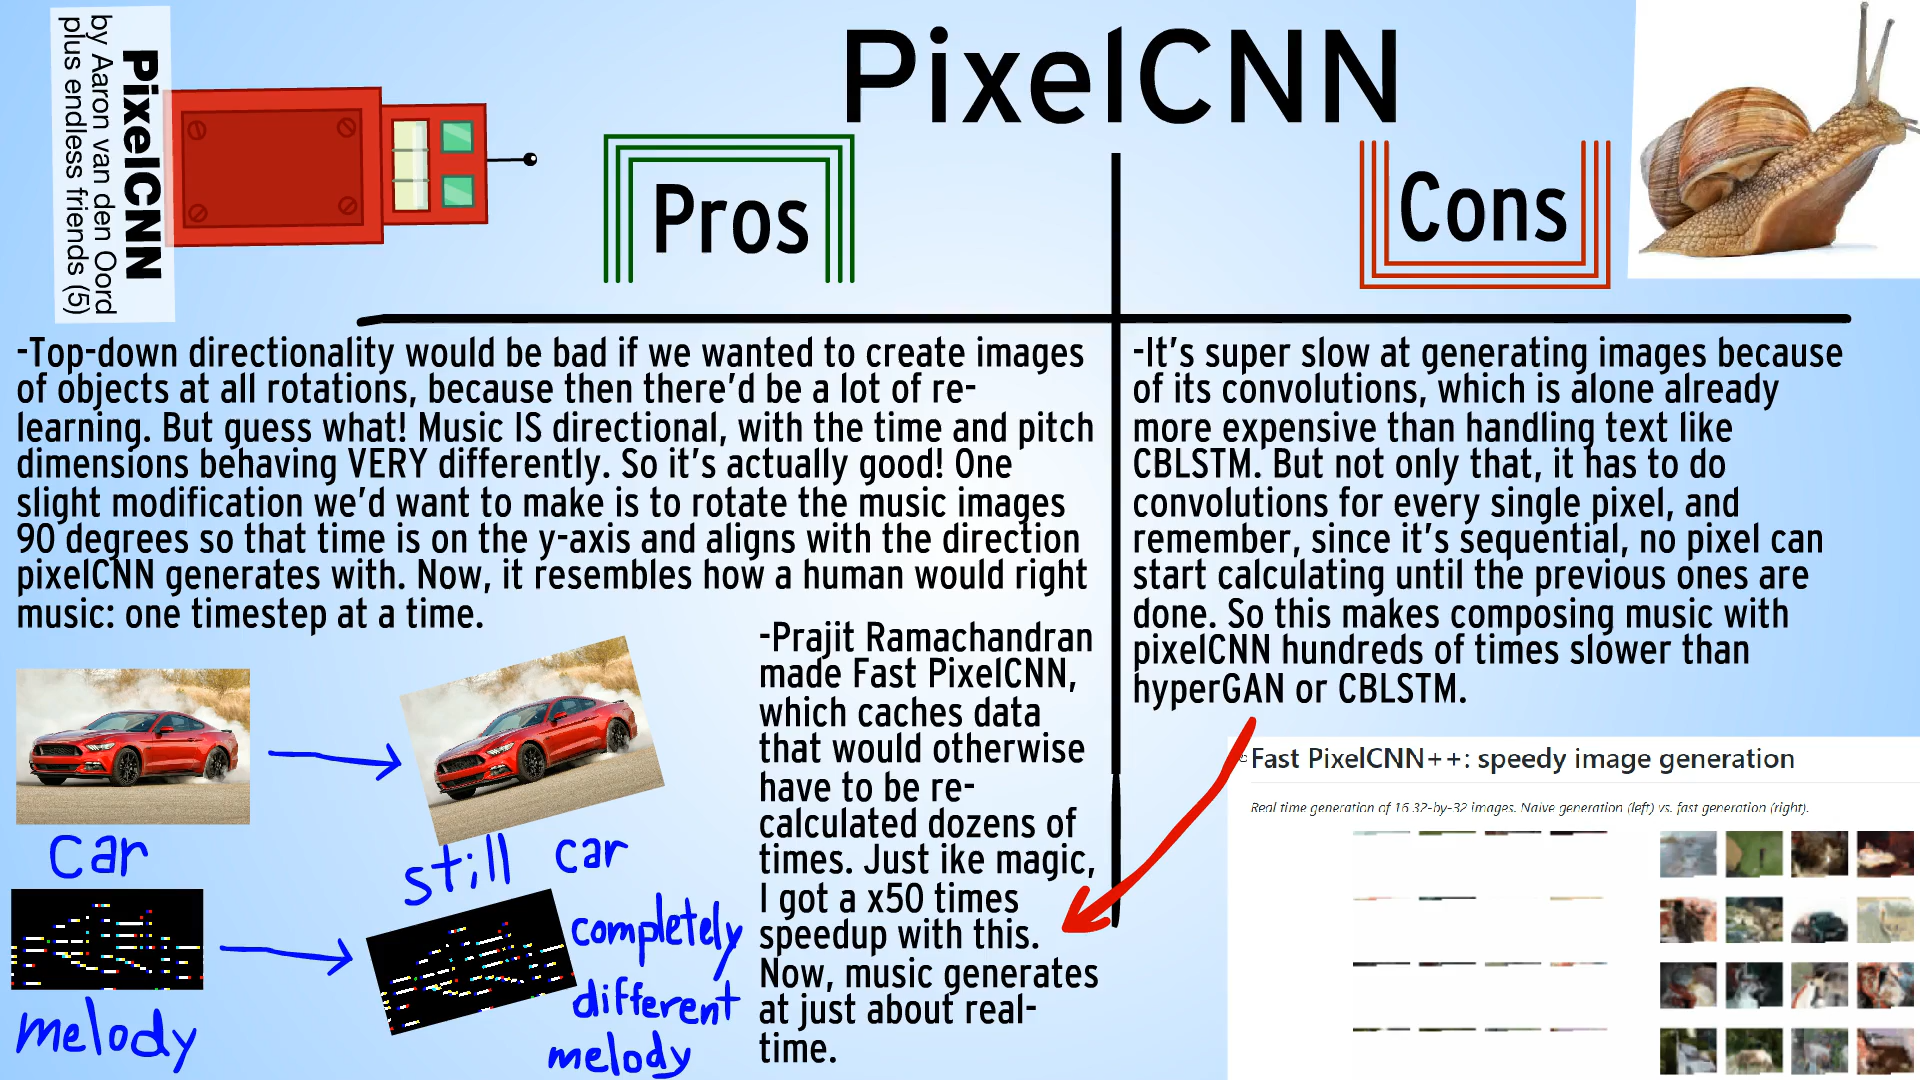 PixelCNN
by Aaron van den Oord
plus endless friends (5)
PixelCNN
Pros
Cons
-Top-down directionality would be bad if we wanted to create images
of objects at all rotations, because then there'd be a lot of re-
learning. But guess what! Music IS directional, with the time and pitch
dimensions behaving VERY differently. So it's actually good! One
slight modification we'd want to make is to rotate the music images
90 degrees so that time is on the y-axis and aligns with the direction
pixelCNN generates with. Now, it resembles how a human would right
music: one timestep at a time.
-Prajit Ramachandran
made Fast PixelCNN,
which caches data
that would otherwise
have to be re-
calculated dozens of
times. Just ike magic,
I got a x50 times
speedup with this.
Now, music generates
at just about real-
time.
car
still car
melody
completely
different
melody
-It's super slow at generating images because
of its convolutions, which is alone already
more expensive than handling text like
CBLSTM. But not only that, it has to do
convolutions for every single pixel, and
remember, since it's sequential, no pixel can
start calculating until the previous ones are
done. So this makes composing music with
pixelCNN hundreds of times slower than
hyperGAN or CBLSTM.
Fast PixelCNN++: speedy image generation
Real time generation of 16 32-by-32 images. Naive generation (left) vs. fast generation (right).